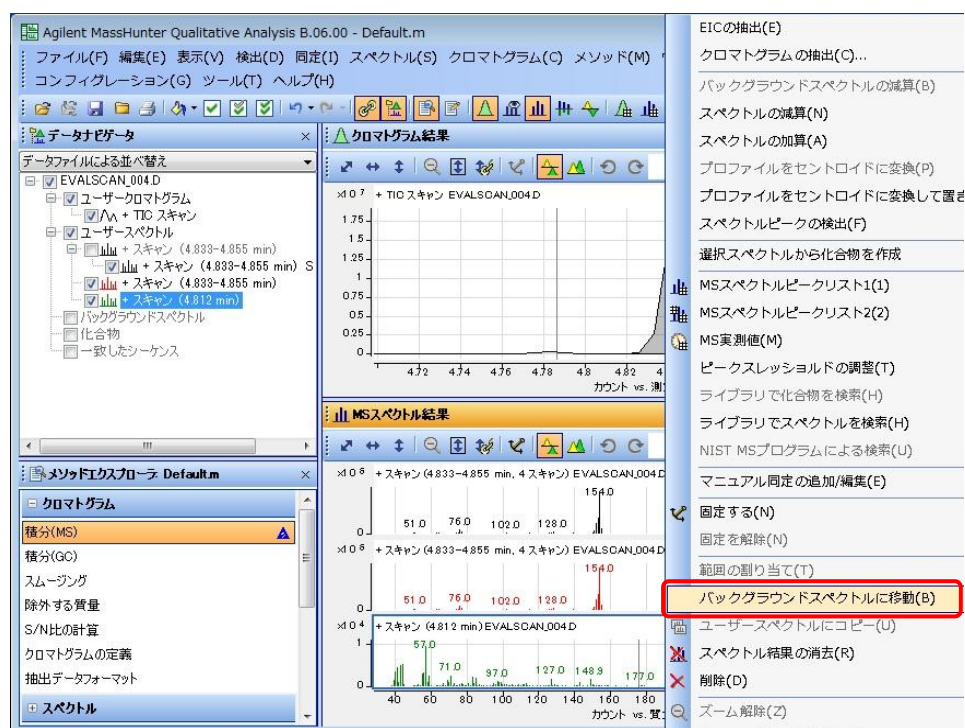 Agilent MassHunter Qualitative Analysis B.06.00 - Default.m
ファイル(F) 編集(E) 表示(V) 検出(D) 同定(I) スペクトル(S) クロマトグラム(C) メソッド(M)
コンフィグレーション(G) ツール(T) ヘルプ(H)
データナビゲータ
データファイルによる並べ替え
EVALSCAN_004.D
ユーザークロマトグラム
+ TIC スキャン
ユーザースペクトル
+ スキャン (4.833-4.855 min)
+ スキャン (4.833-4.855 min) S
+ スキャン (4.833-4.855 min)
+ スキャン (4.812 min)
バックグラウンドスペクトル
化合物
一致したシーケンス
メソッドエクスプローラ: Default.m
クロマトグラム
積分(MS)
積分(GC)
スムージング
除外する質量
S/N比の計算
クロマトグラムの定義
抽出データフォーマット
スペクトル
クロマトグラム結果
x10 7 + TIC スキャン EVALSCAN_004.D
1.75
1.5
1.25
1
0.75
0.5
0.25
0
4.72 4.74 4.76 4.78 4.8 4.82 4
カウント vs. 測
MSスペクトル結果
x10 6 + スキャン (4.833-4.855 min, 4 スキャン) EVALSCAN_004.D
154.0
51.0 76.0 102.0 128.0
0
x10 6 + スキャン (4.833-4.855 min, 4 スキャン) EVALSCAN_004.D
154.0
51.0 76.0 102.0 128.0
0
x10 4 + スキャン (4.812 min) EVALSCAN_004.D
1
57.0
71.0 97.0 127.0 148.9 177.0
0
40 60 80 100 120 140 160 180
カウント vs. 質
EICの抽出(E)
クロマトグラムの抽出(C)...
バックグラウンドスペクトルの減算(B)
スペクトルの減算(N)
スペクトルの加算(A)
プロファイルをセントロイドに変換(P)
プロファイルをセントロイドに変換して置き
スペクトルピークの検出(F)
選択スペクトルから化合物を作成
MSスペクトルピークリスト1(1)
MSスペクトルピークリスト2(2)
MS実測値(M)
ピークスレッショルドの調整(T)
ライブラリで化合物を検索(H)
ライブラリでスペクトルを検索(H)
NIST MSプログラムによる検索(U)
マニュアル同定の追加/編集(E)
固定する(N)
固定を解除(N)
範囲の割り当て(T)
バックグラウンドスペクトルに移動(B)
ユーザースペクトルにコピー(U)
スペクトル結果の消去(R)
削除(D)
ズーム解除(Z)